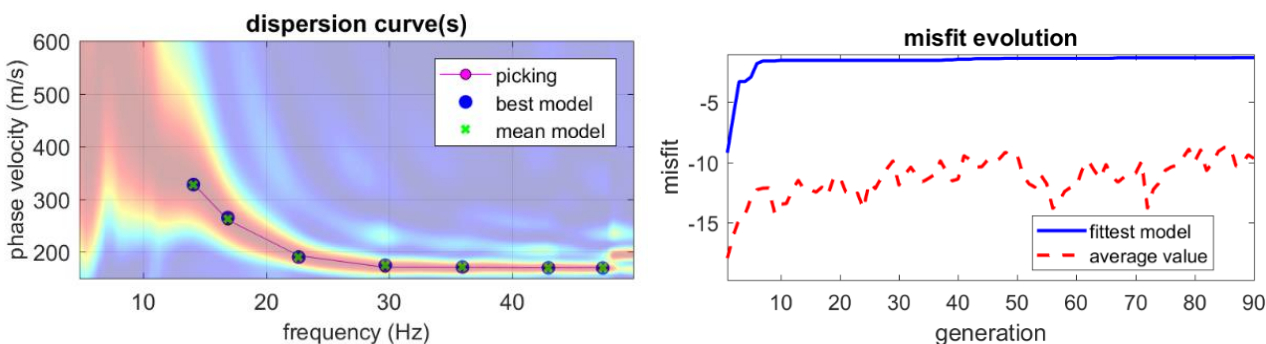 dispersion curve(s)
600
500
400
300
200
phase velocity (m/s)
10
20
30
40
frequency (Hz)
picking
best model
mean model
misfit evolution
-5
-10
-15
misfit
10
20
30
40
50
60
70
80
90
generation
fittest model
average value